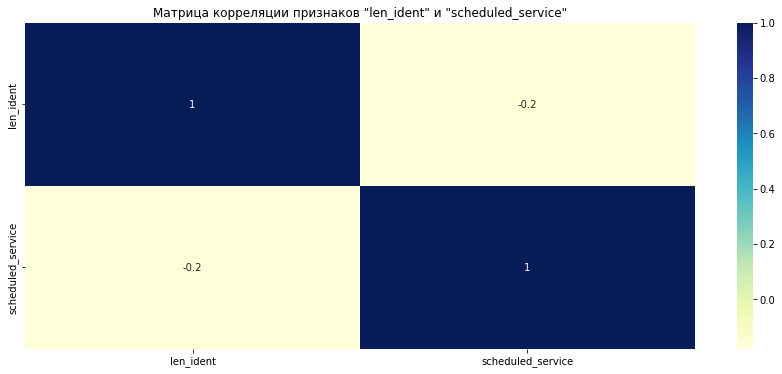 Матрица корреляции признаков "len_ident" и "scheduled_service"
len_ident
scheduled_service
1
-0.2
-0.2
1
len_ident
scheduled_service
1.0
0.8
0.6
0.4
0.2
0.0